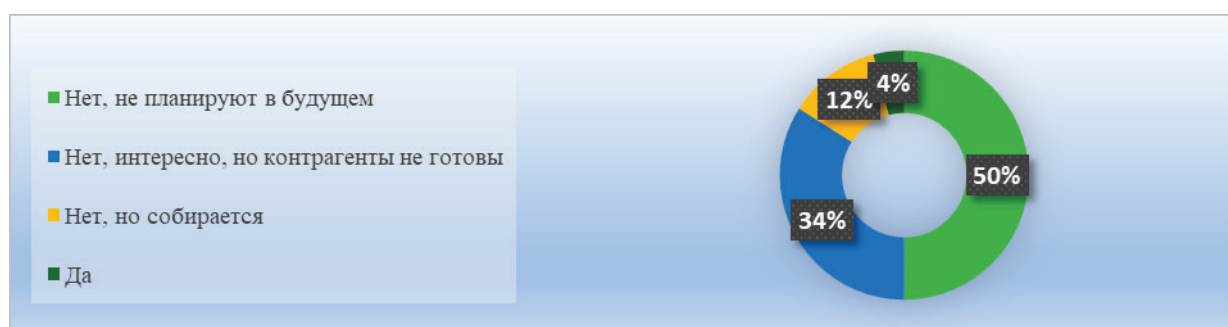 Нет, не планируют в будущем
Нет, интересно, но контрагенты не готовы
Нет, но собирается
Да
4%
12%
50%
34%